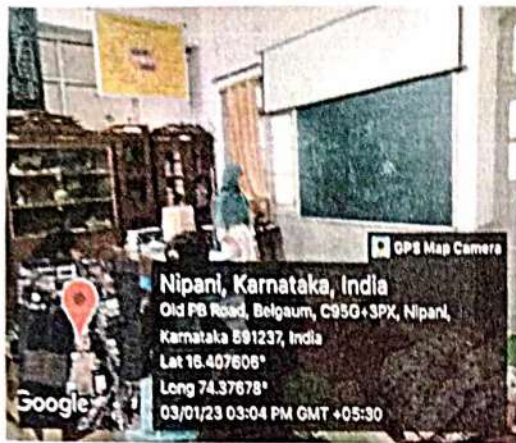 GPS Map Camera
Nipani, Karnataka, India
Old PB Road, Belgaum, C95G+3PX, Nipani,
Karnataka 591237, India
Lat 16.407606°
Long 74.37678°
03/01/23 03:04 PM GMT +05:30
Google